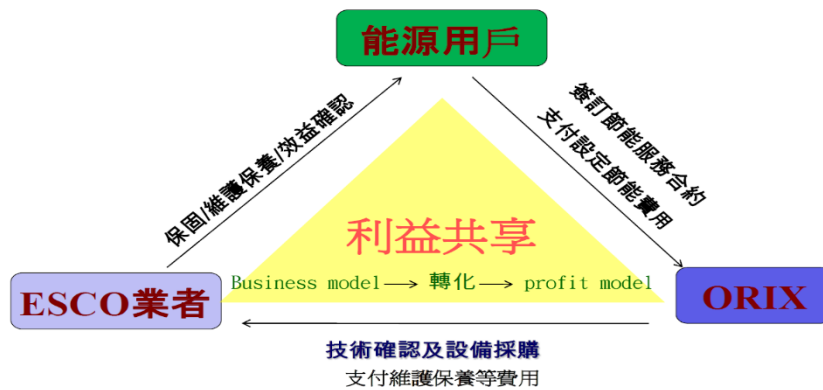 能源用戶
保固/維護保養/效益確認
簽訂節能服務合約
支付設定節能費用
利益共享
Business model → 轉化 → profit model
ESCO業者
ORIX
技術確認及設備採購
支付維護保養等費用